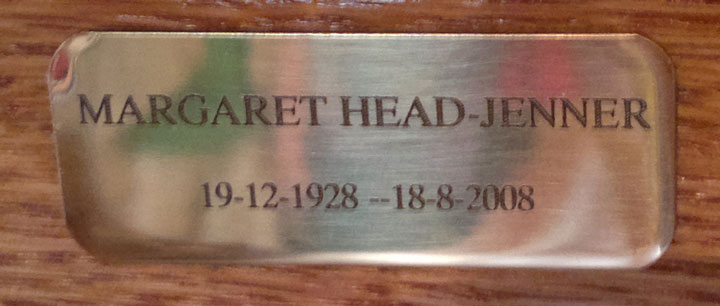 MARGARET HEAD-JENNER
19-12-1928 --18-8-2008